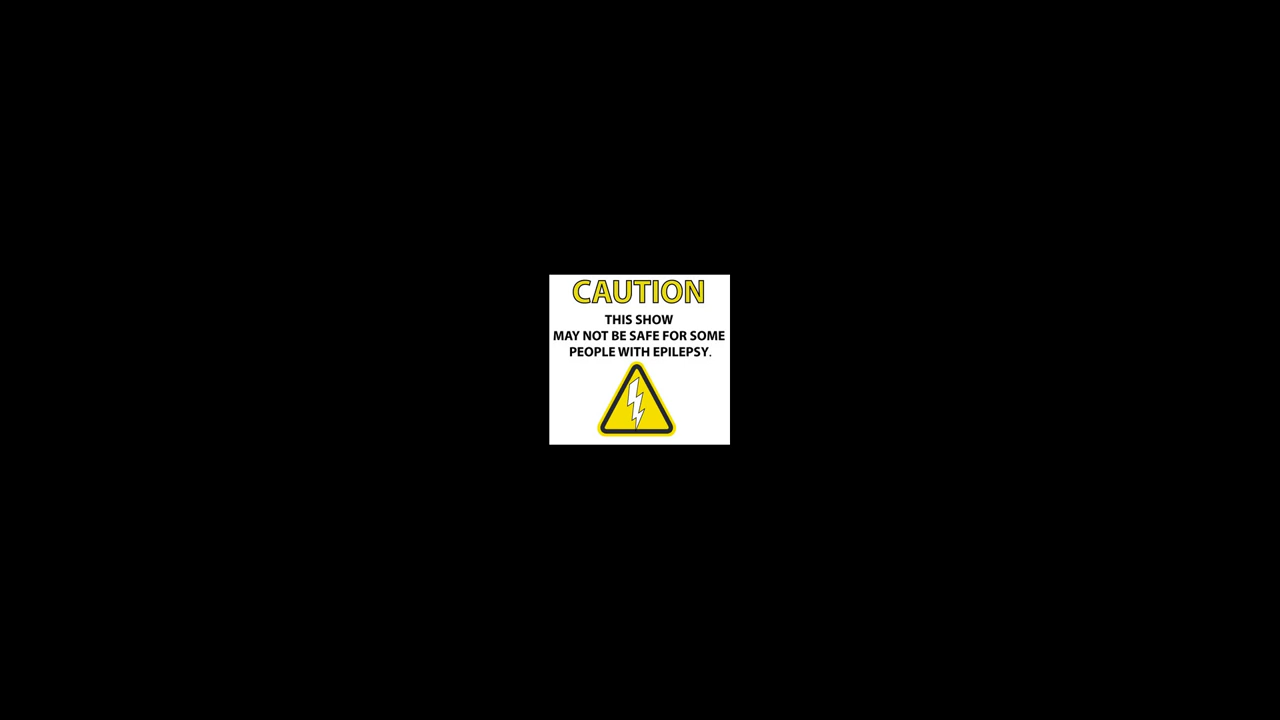 CAUTION
THIS SHOW
MAY NOT BE SAFE FOR SOME
PEOPLE WITH EPILEPSY.